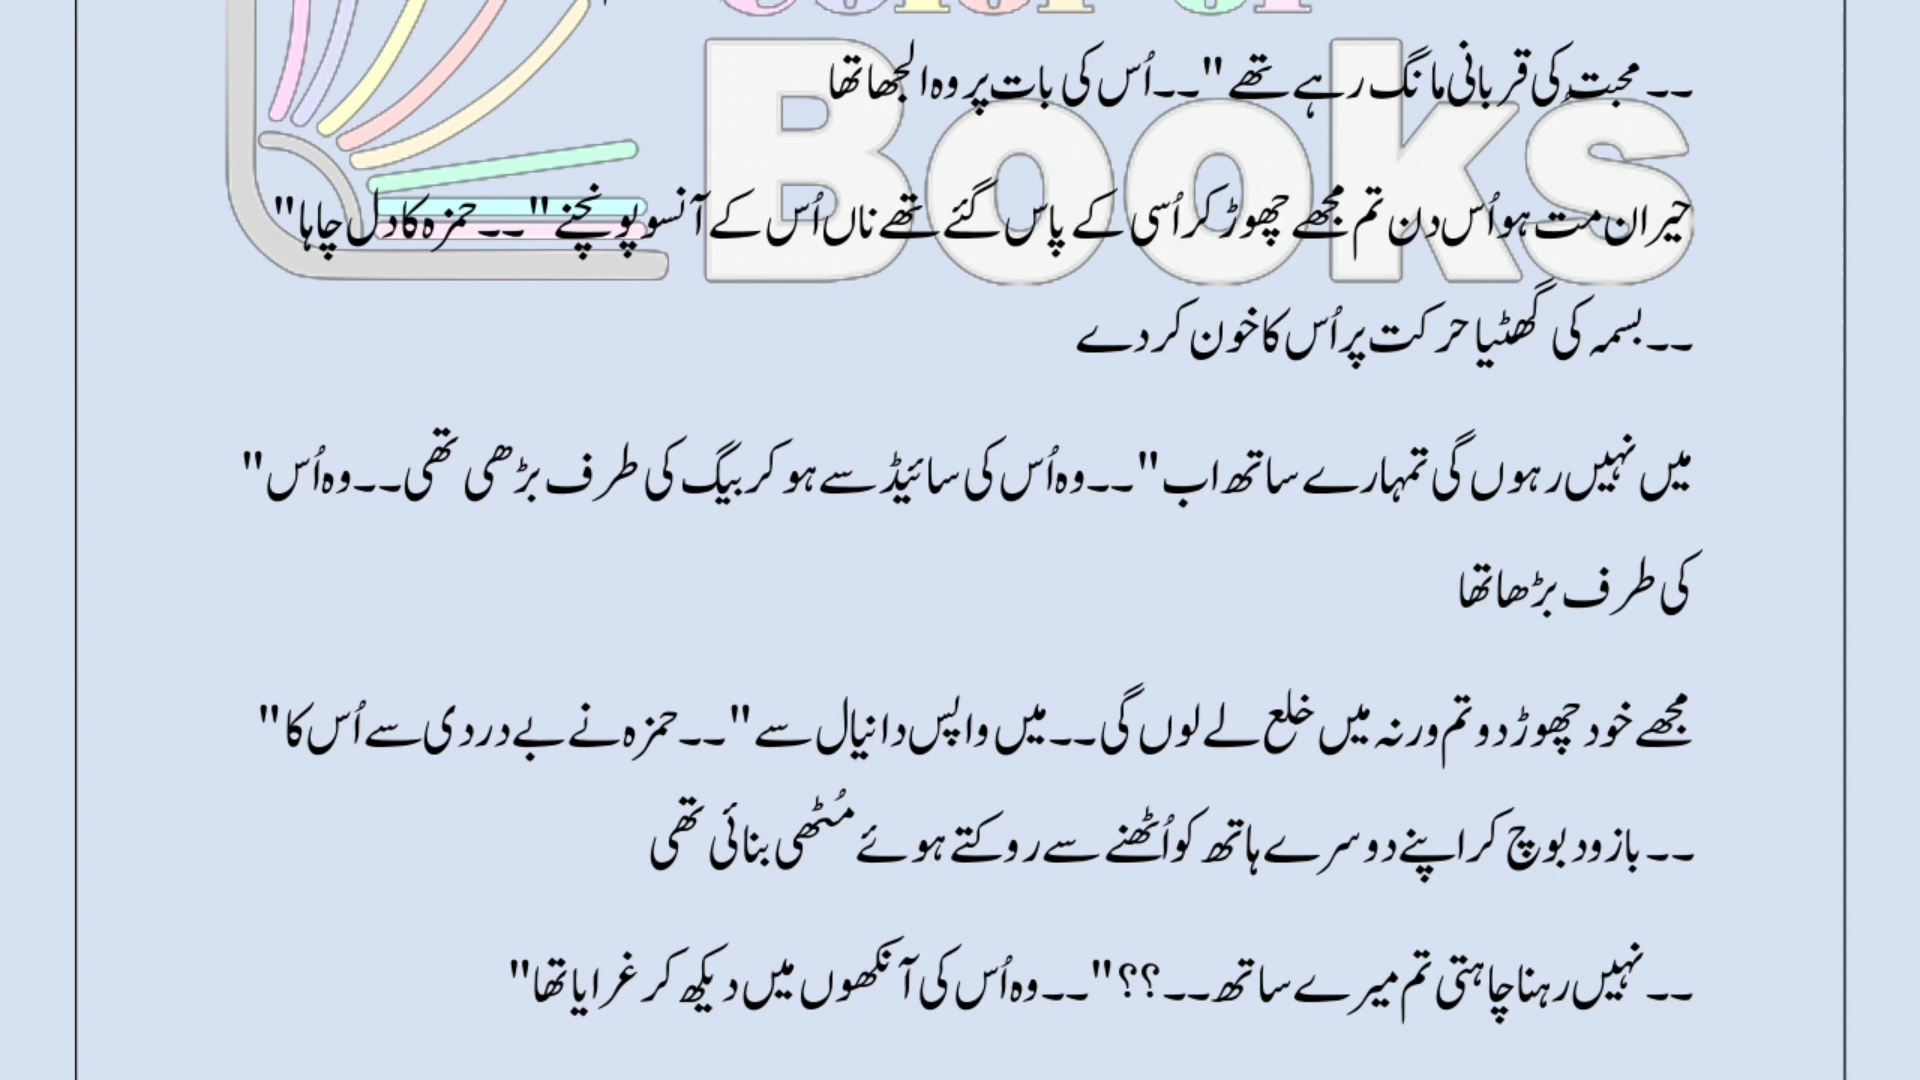 Color of
Books
۔۔محبت کی قربانی مانگ رہے تھے"۔۔اُس کی بات پر وہ الجھا تھا
حیران مت ہو اُس دن تم مجھے چھوڑ کر اُسی کے پاس گئے تھے ناں اُس کے آنسو پونچنے"۔۔حمزہ کا دل چاہا"
۔۔بسمہ کی گھٹیا حرکت پر اُس کا خون کر دے
میں نہیں رہوں گی تمہارے ساتھ اب"۔۔وہ اُس کی سائیڈ سے ہو کر بیگ کی طرف بڑھی تھی۔۔وہ اُس"
کی طرف بڑھا تھا
مجھے خود چھوڑ دو تم ورنہ میں خلع لے لوں گی۔۔میں واپس دانیال سے"۔۔حمزہ نے بے دردی سے اُس کا"
۔۔بازو دبوچ کر اپنے دوسرے ہاتھ کو اُٹھنے سے روکتے ہوئے مُٹھی بنائی تھی
۔۔نہیں رہنا چاہتی تم میرے ساتھ۔۔؟؟"۔۔وہ اُس کی آنکھوں میں دیکھ کر غرایا تھا"